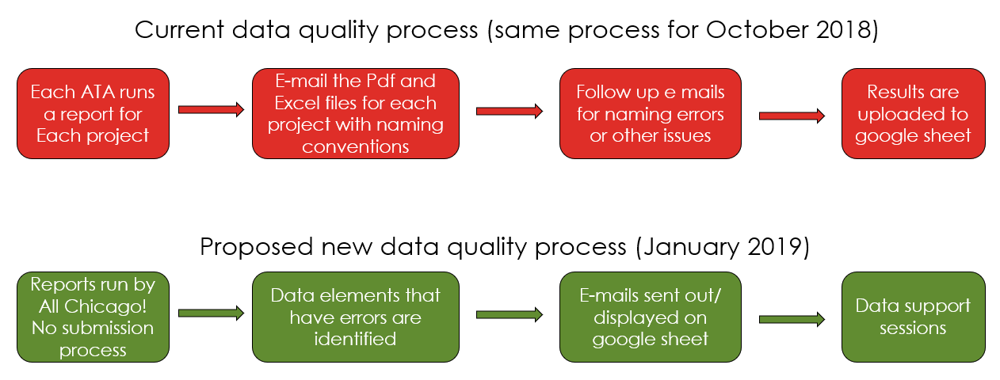 Current data quality process (same process for October 2018)
Each ATA runs
a report for
Each project
E-mail the Pdf and
Excel files for each
project with naming
conventions
Follow up e mails
for naming errors
or other issues
Results are
uploaded to
google sheet
Proposed new data quality process (January 2019)
Reports run by
All Chicago!
No submission
process
Data elements that
have errors are
identified
E-mails sent out/
displayed on
google sheet
Data support
sessions